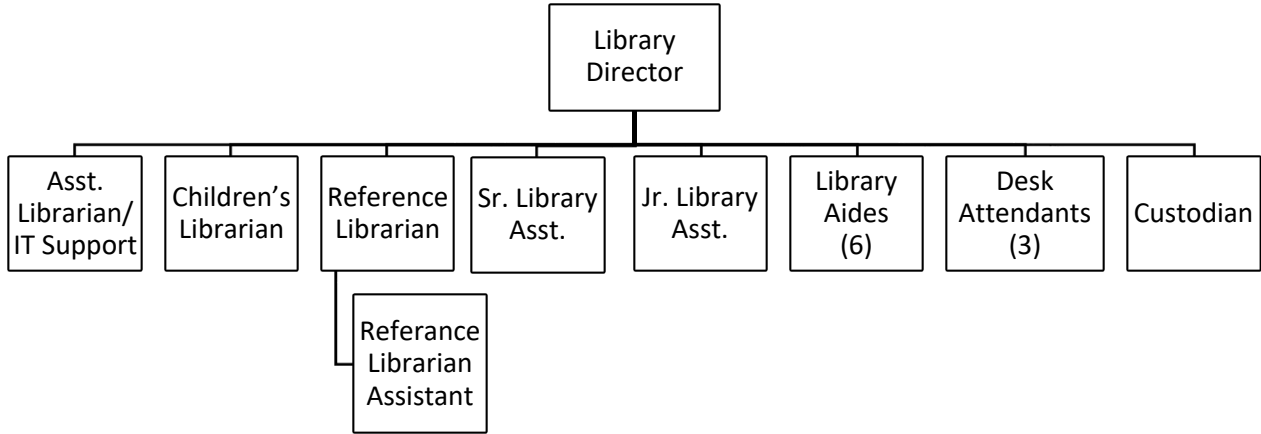 Library
Director
Asst.
Librarian/
IT Support
Children’s
Librarian
Reference
Librarian
Sr. Library
Asst.
Jr. Library
Asst.
Library
Aides
(6)
Desk
Attendants
(3)
Custodian
Referance
Librarian
Assistant